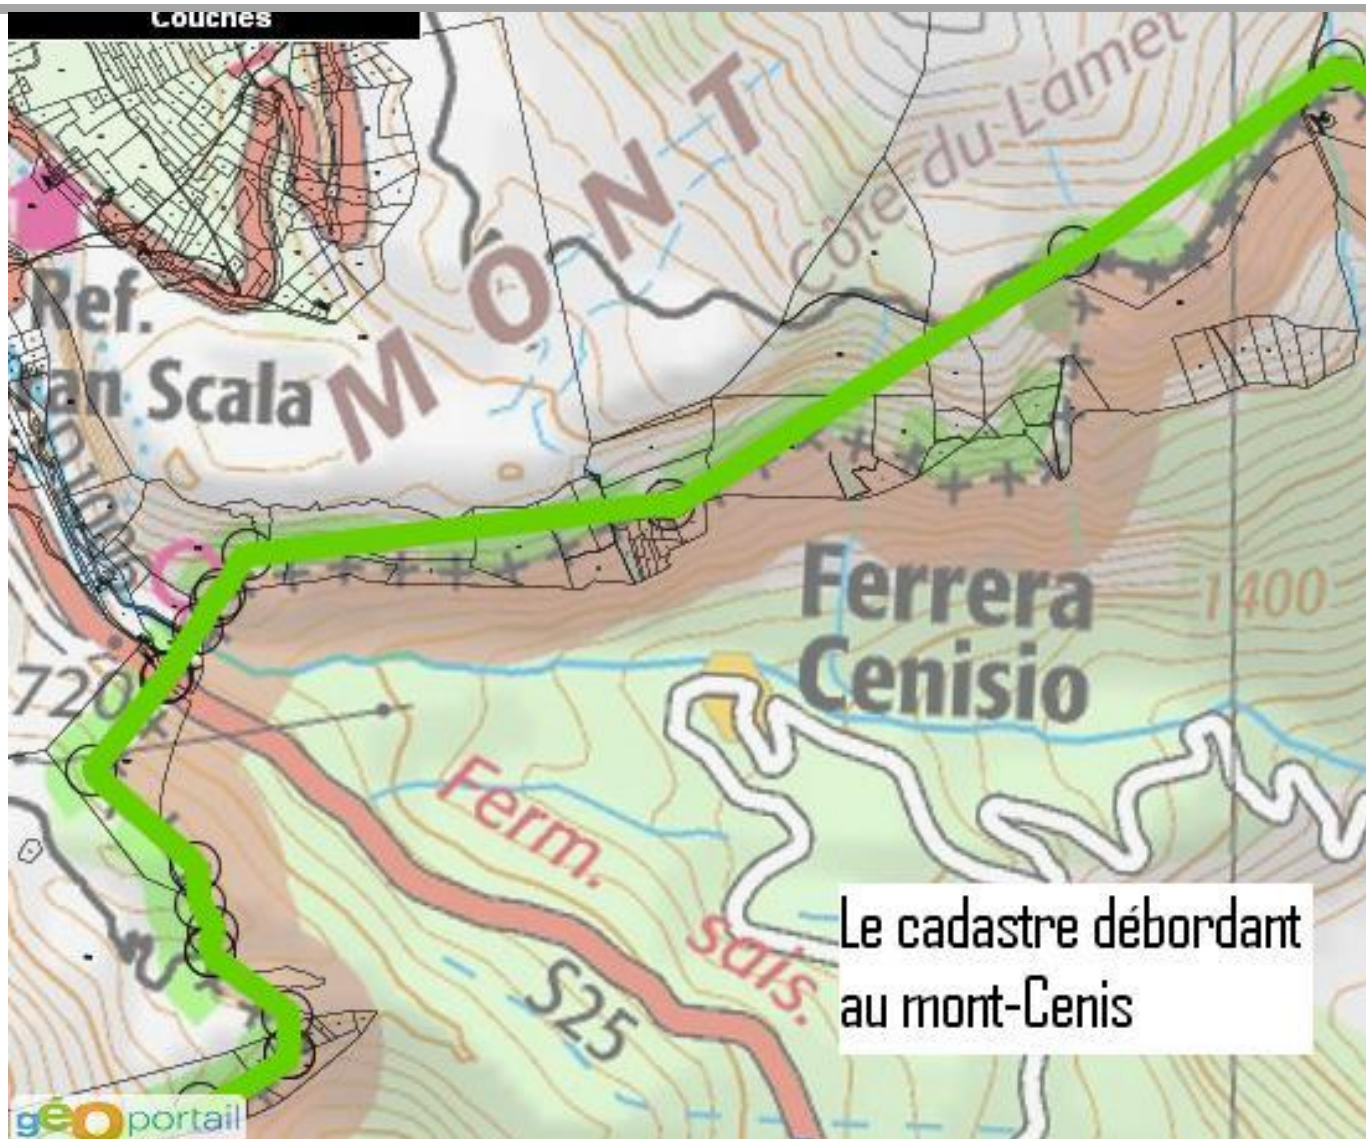 Couches
MONT
Côte du Lamet
Ref.
an Scala
D1006
720
Ferrera
Cenisio
1400
Ferm.
sais.
S25
Le cadastre débordant
au mont-Cenis
géoportail